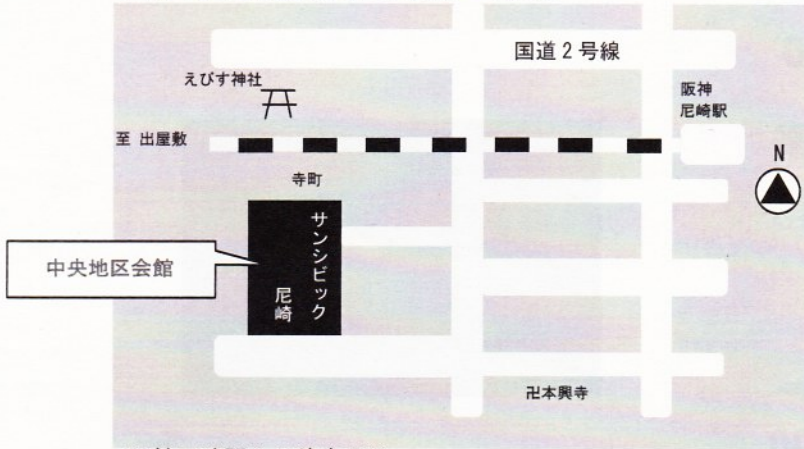 国道2号線
えびす神社
阪神
尼崎駅
至 出屋敷
N
寺町
サンシビック
尼崎
中央地区会館
卍本興寺